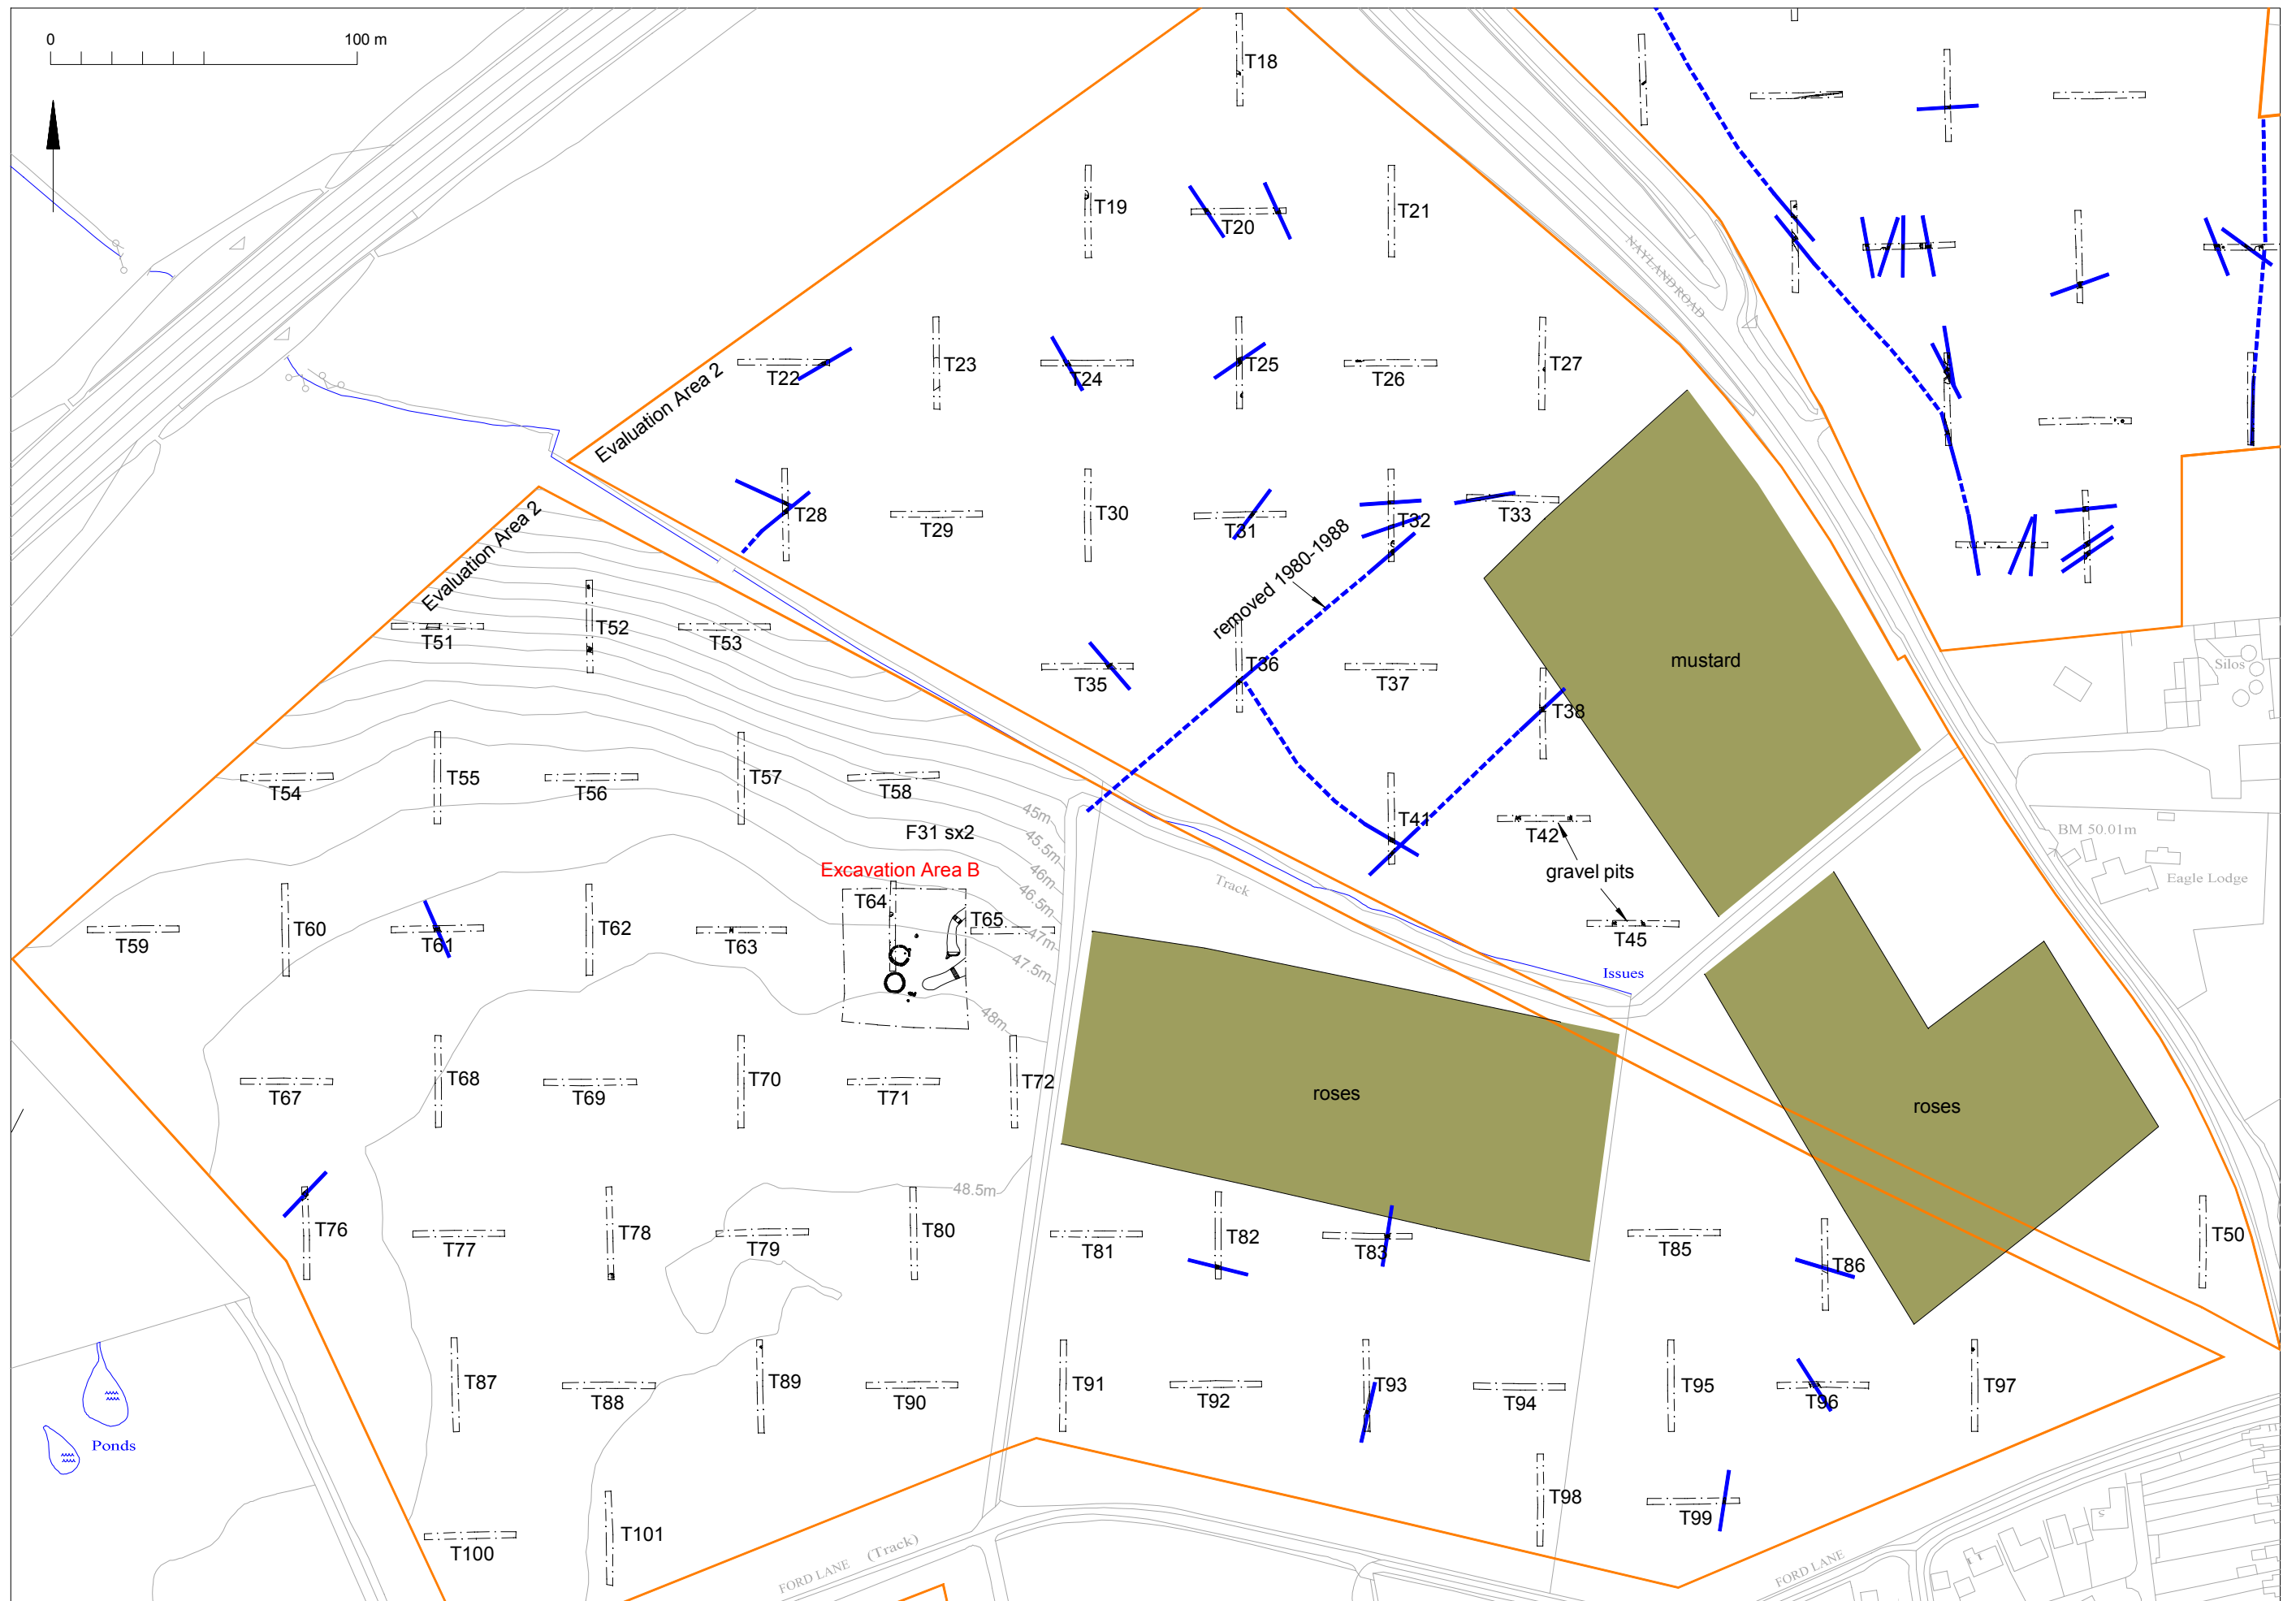 0 100 m
T18
T19
T20
T21
NAYLAND ROAD
Evaluation Area 2
T22
T23
T24
T25
T26
T27
Evaluation Area 2
T28
T29
T30
T31
T32
T33
removed 1980-1988
T51
T52
T53
T35
T36
T37
T38
mustard
Silos
T54
T55
T56
T57
T58
45m
45.5m
46m
46.5m
47m
47.5m
48m
48.5m
F31 sx2
Excavation Area B
T41
T42
gravel pits
T45
Track
Issues
BM 50.01m
Eagle Lodge
T59
T60
T61
T62
T63
T64
T65
T67
T68
T69
T70
T71
T72
roses
roses
T76
T77
T78
T79
T80
T81
T82
T83
T85
T86
T50
T87
T88
T89
T90
T91
T92
T93
T94
T95
T96
T97
Ponds
T98
T99
T100
T101
FORD LANE (Track)
FORD LANE